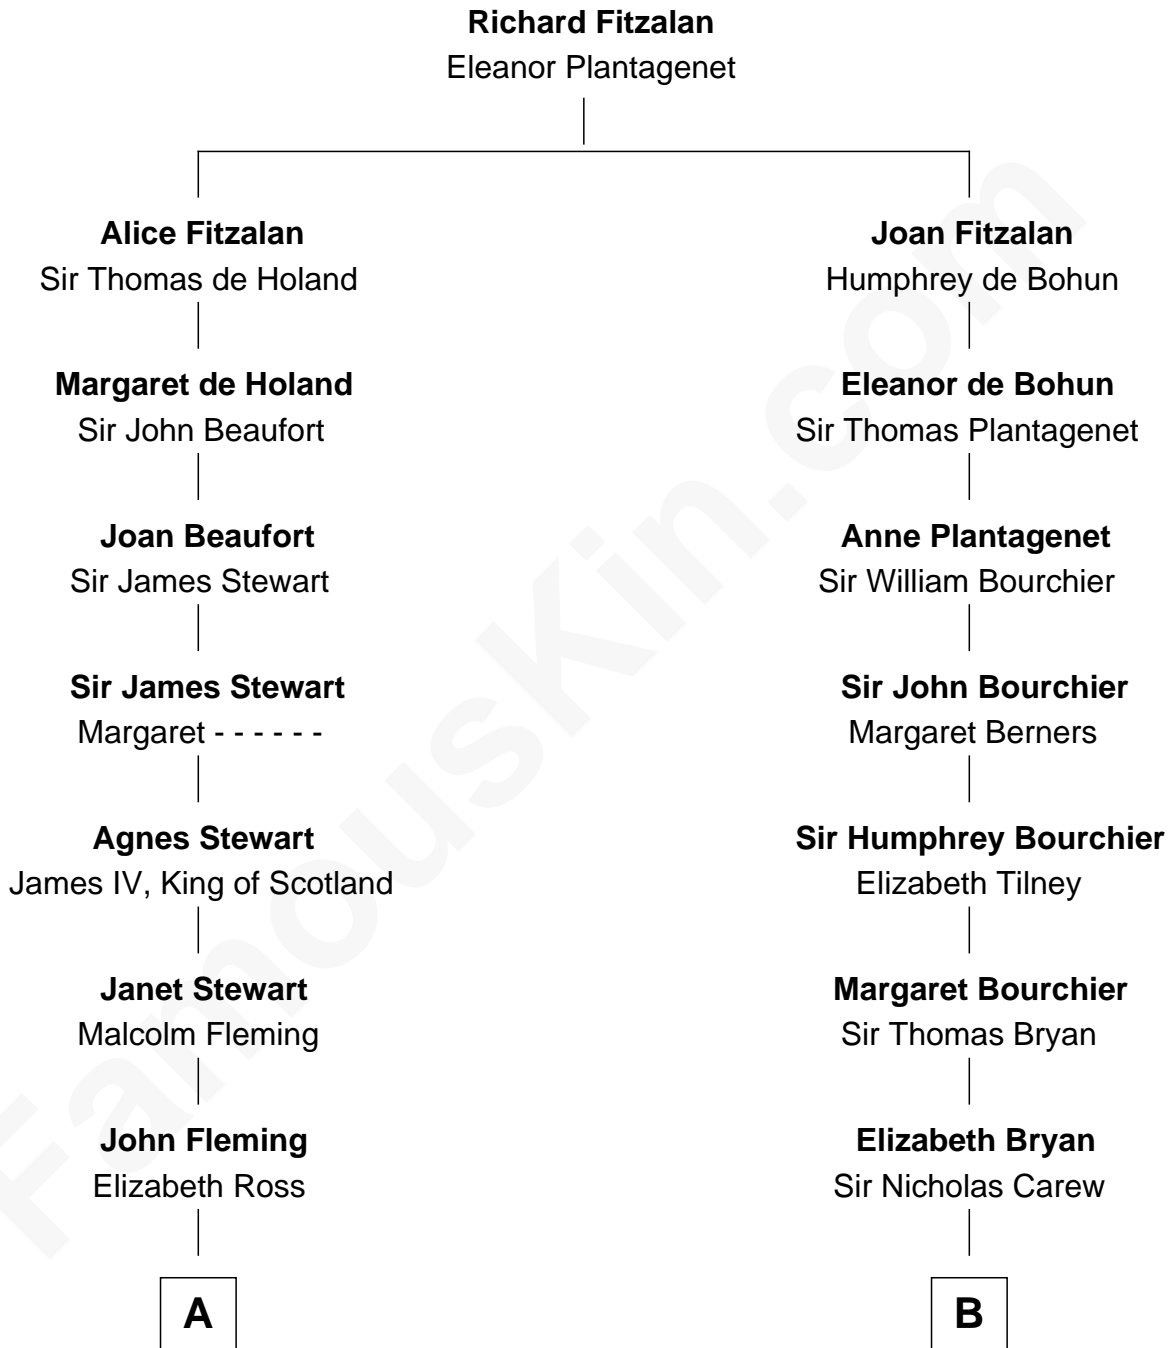 Richard Fitzalan
Eleanor Plantagenet
Alice Fitzalan
Sir Thomas de Holand
Joan Fitzalan
Humphrey de Bohun
Margaret de Holand
Sir John Beaufort
Eleanor de Bohun
Sir Thomas Plantagenet
Joan Beaufort
Sir James Stewart
Anne Plantagenet
Sir William Bourchier
Sir James Stewart
Margaret - - - - - -
Sir John Bourchier
Margaret Berners
Agnes Stewart
James IV, King of Scotland
Sir Humphrey Bourchier
Elizabeth Tilney
Janet Stewart
Malcolm Fleming
Margaret Bourchier
Sir Thomas Bryan
John Fleming
Elizabeth Ross
Elizabeth Bryan
Sir Nicholas Carew
A
B
FamousKin.com